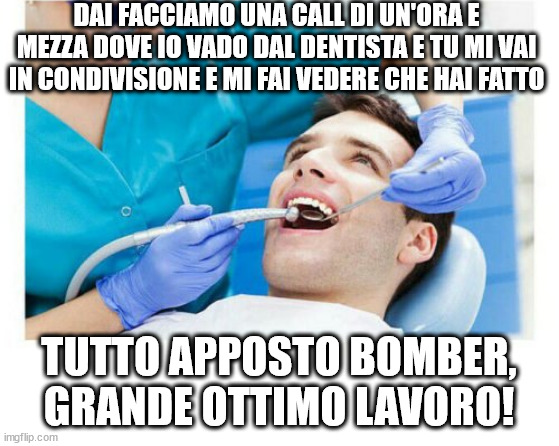 DAI FACCIAMO UNA CALL DI UN'ORA E
MEZZA DOVE IO VADO DAL DENTISTA E TU MI VAI
IN CONDIVISIONE E MI FAI VEDERE CHE HAI FATTO
TUTTO APPOSTO BOMBER,
GRANDE OTTIMO LAVORO!
imgflip.com